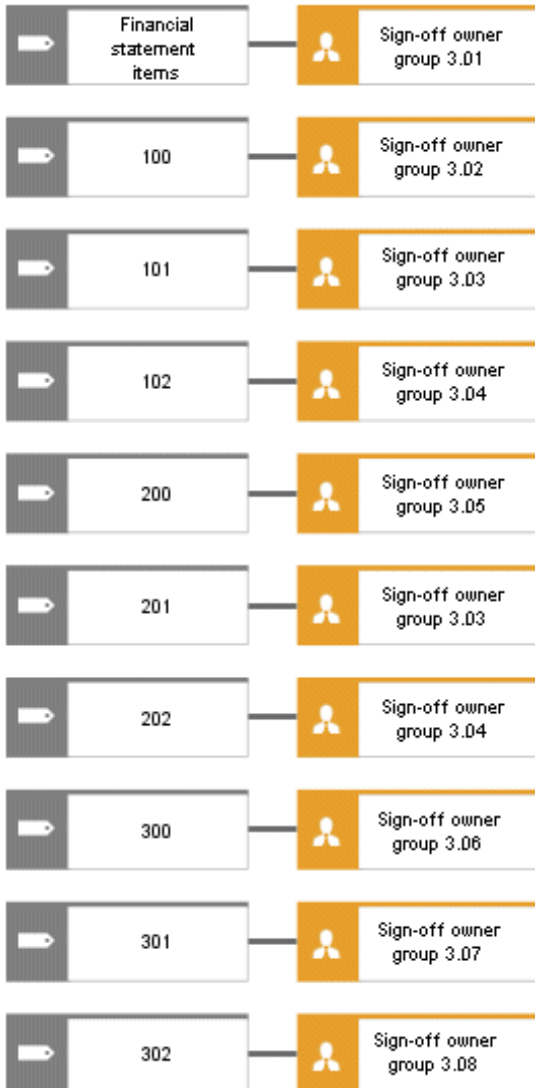 Financial
statement
items
Sign-off owner
group 3.01
100
Sign-off owner
group 3.02
101
Sign-off owner
group 3.03
102
Sign-off owner
group 3.04
200
Sign-off owner
group 3.05
201
Sign-off owner
group 3.03
202
Sign-off owner
group 3.04
300
Sign-off owner
group 3.06
301
Sign-off owner
group 3.07
302
Sign-off owner
group 3.08